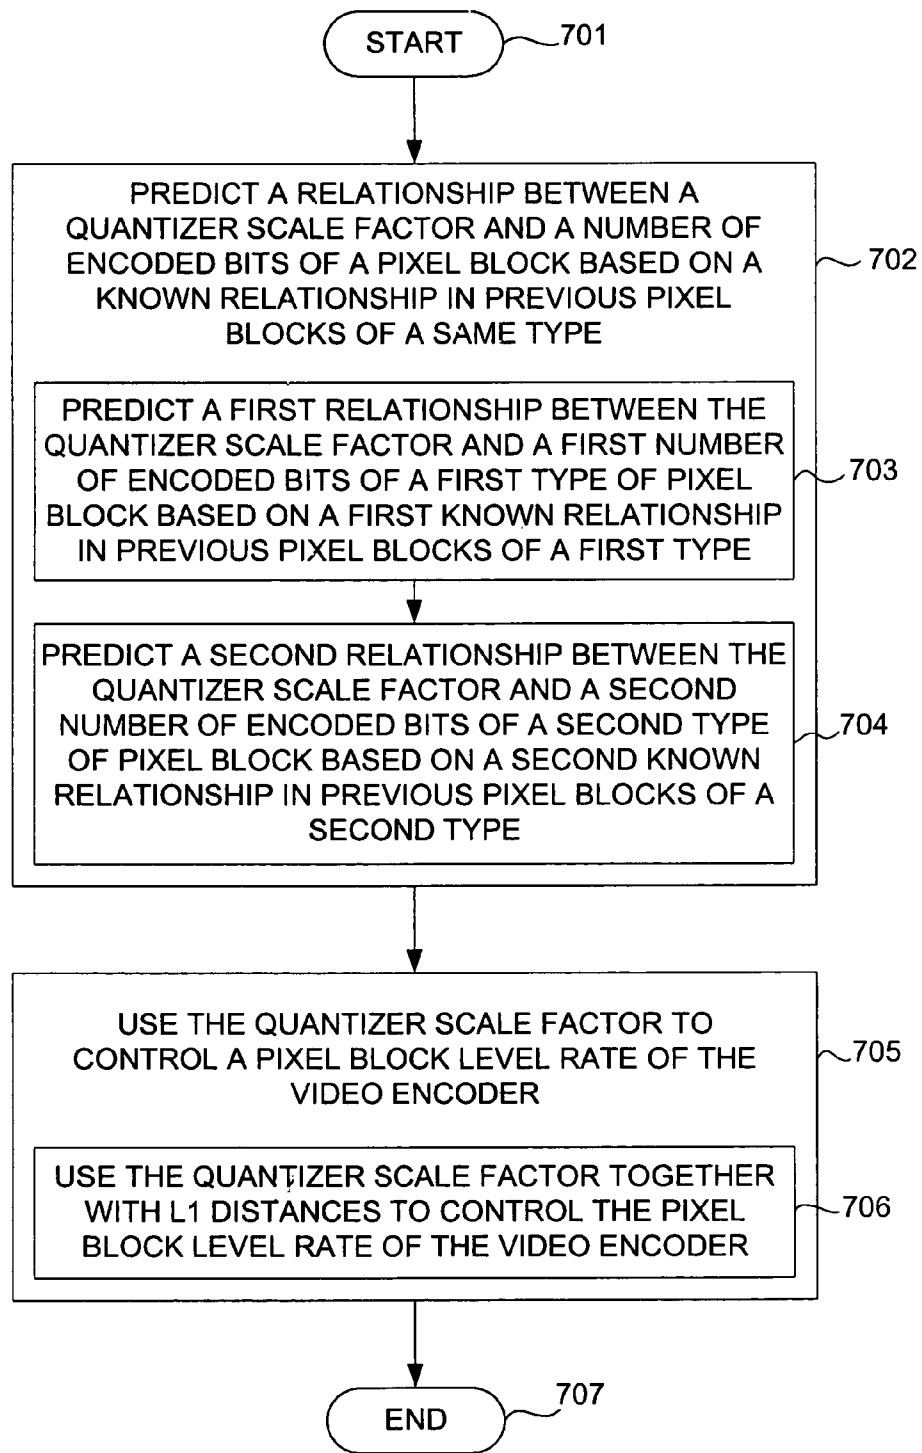 START
701
PREDICT A RELATIONSHIP BETWEEN A
QUANTIZER SCALE FACTOR AND A NUMBER OF
ENCODED BITS OF A PIXEL BLOCK BASED ON A
KNOWN RELATIONSHIP IN PREVIOUS PIXEL
BLOCKS OF A SAME TYPE
702
PREDICT A FIRST RELATIONSHIP BETWEEN THE
QUANTIZER SCALE FACTOR AND A FIRST NUMBER
OF ENCODED BITS OF A FIRST TYPE OF PIXEL
BLOCK BASED ON A FIRST KNOWN RELATIONSHIP
IN PREVIOUS PIXEL BLOCKS OF A FIRST TYPE
703
PREDICT A SECOND RELATIONSHIP BETWEEN THE
QUANTIZER SCALE FACTOR AND A SECOND
NUMBER OF ENCODED BITS OF A SECOND TYPE
OF PIXEL BLOCK BASED ON A SECOND KNOWN
RELATIONSHIP IN PREVIOUS PIXEL BLOCKS OF A
SECOND TYPE
704
USE THE QUANTIZER SCALE FACTOR TO
CONTROL A PIXEL BLOCK LEVEL RATE OF THE
VIDEO ENCODER
705
USE THE QUANTIZER SCALE FACTOR TOGETHER
WITH L1 DISTANCES TO CONTROL THE PIXEL
BLOCK LEVEL RATE OF THE VIDEO ENCODER
706
END
707